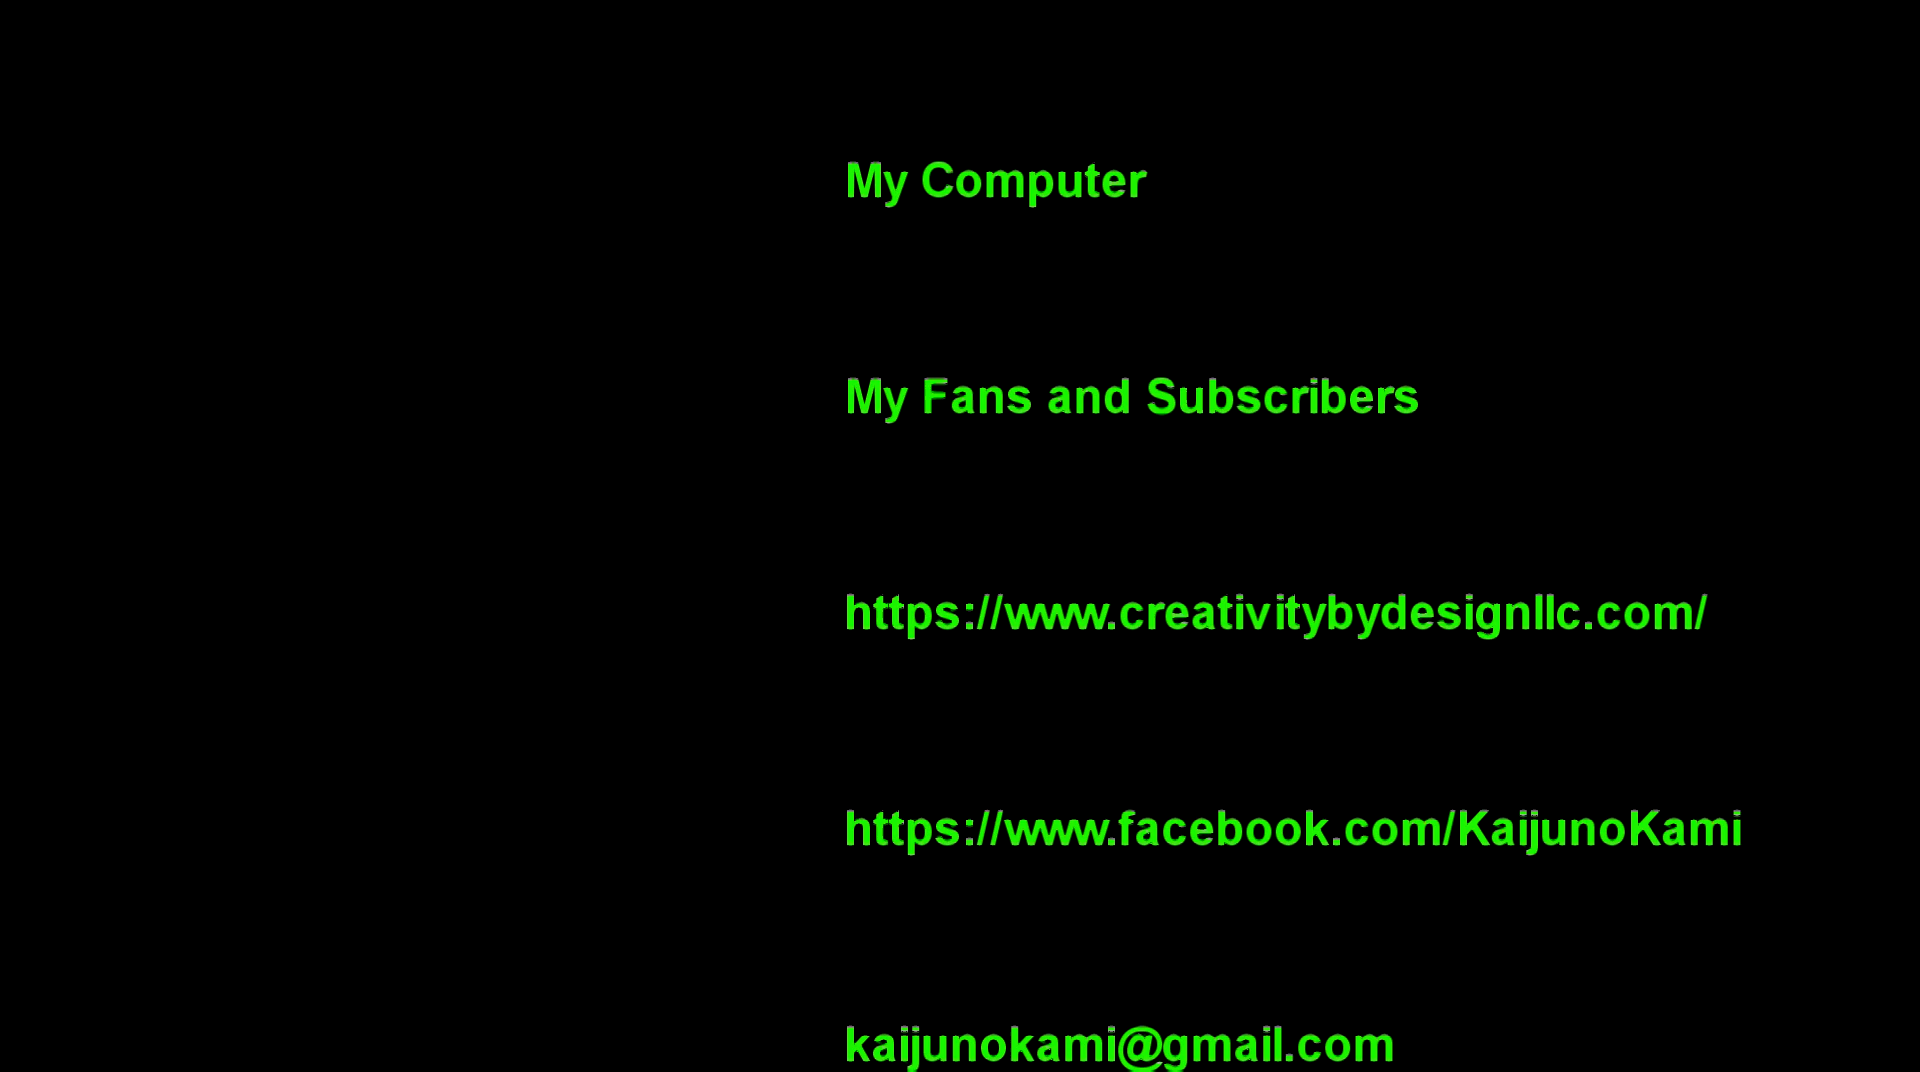 My Computer
My Fans and Subscribers
https://www.creativitybydesignllc.com/
https://www.facebook.com/KaijunoKami
kaijunokami@gmail.com